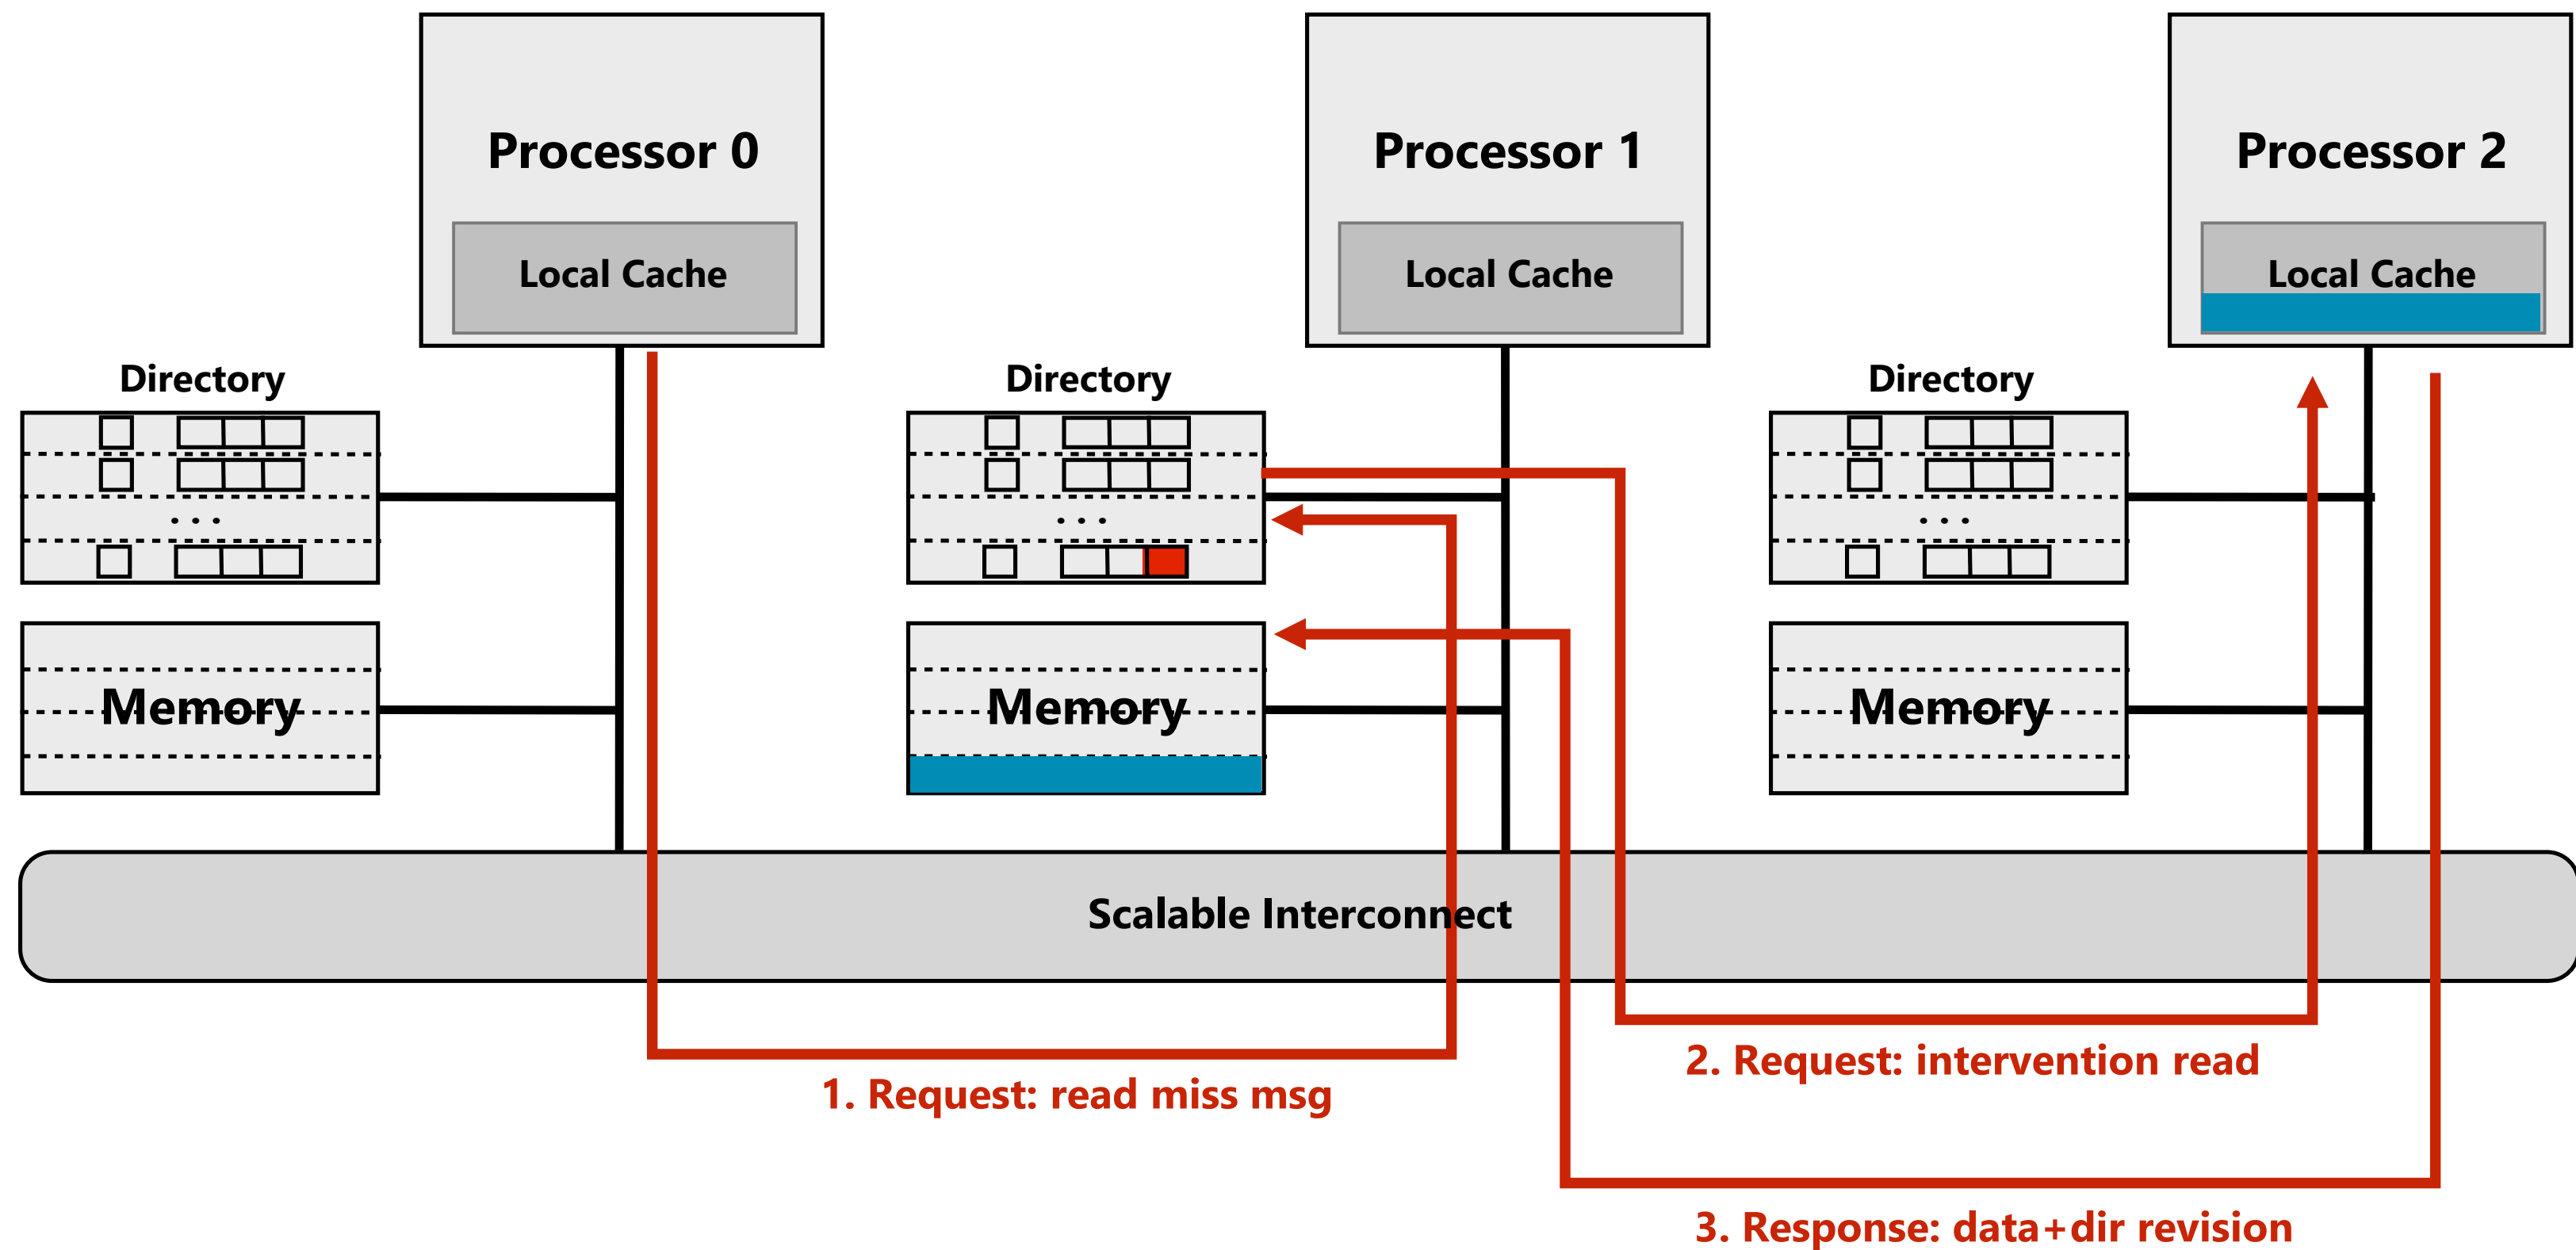 Processor 0
Processor 1
Processor 2
Local Cache
Local Cache
Local Cache
Directory
Directory
Directory
. . .
. . .
. . .
Memory
Memory
Memory
Scalable Interconnect
2. Request: intervention read
1. Request: read miss msg
3. Response: data+dir revision